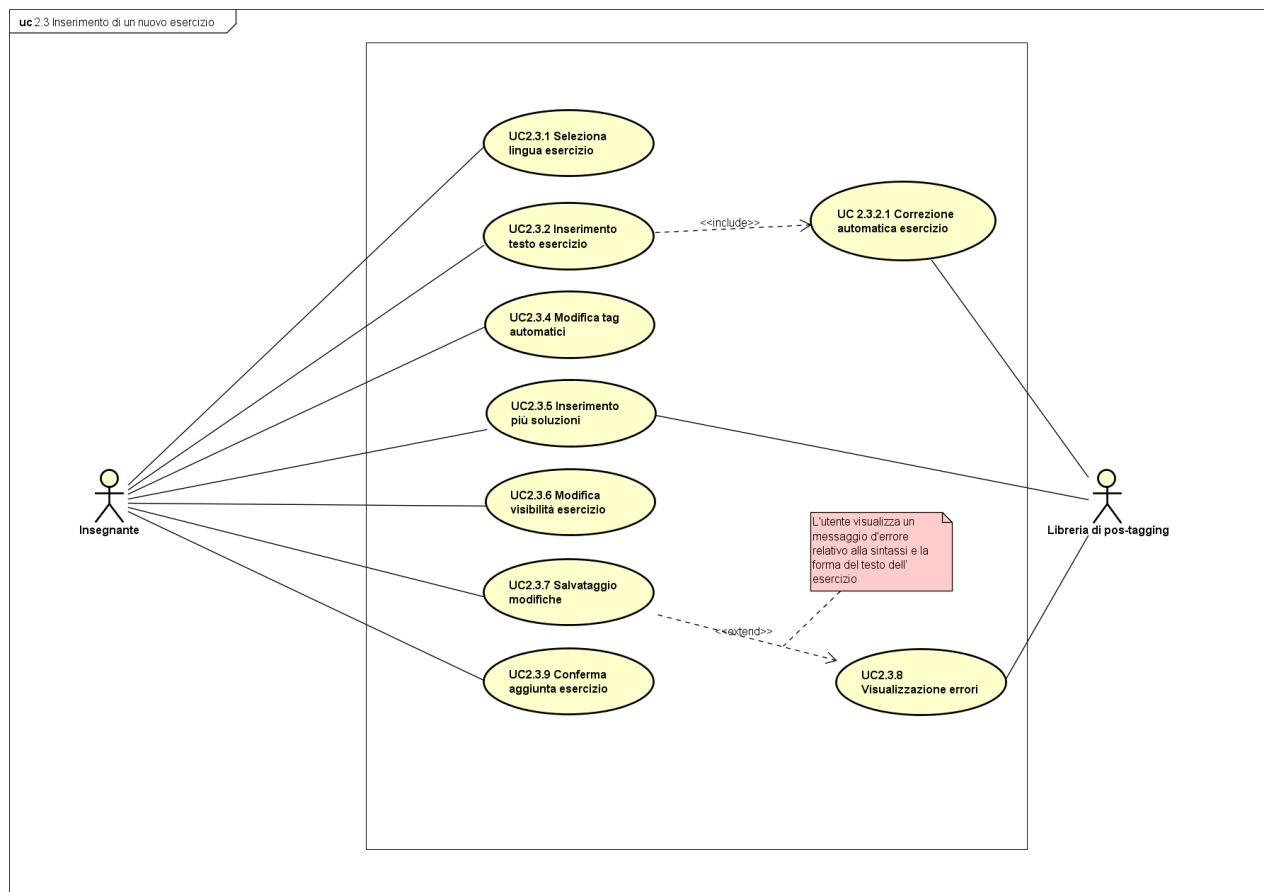 uc 2.3 Inserimento di un nuovo esercizio
UC2.3.1 Seleziona
lingua esercizio
UC2.3.2 Inserimento
testo esercizio
<<include>>
UC 2.3.2.1 Correzione
automatica esercizio
UC2.3.4 Modifica tag
automatici
UC2.3.5 Inserimento
più soluzioni
UC2.3.6 Modifica
visibilità esercizio
Insegnante
Libreria di pos-tagging
L'utente visualizza un
messaggio d'errore
relativo alla sintassi e la
forma del testo dell'
esercizio
UC2.3.7 Salvataggio
modifiche
<<extend>>
UC2.3.8
Visualizzazione errori
UC2.3.9 Conferma
aggiunta esercizio